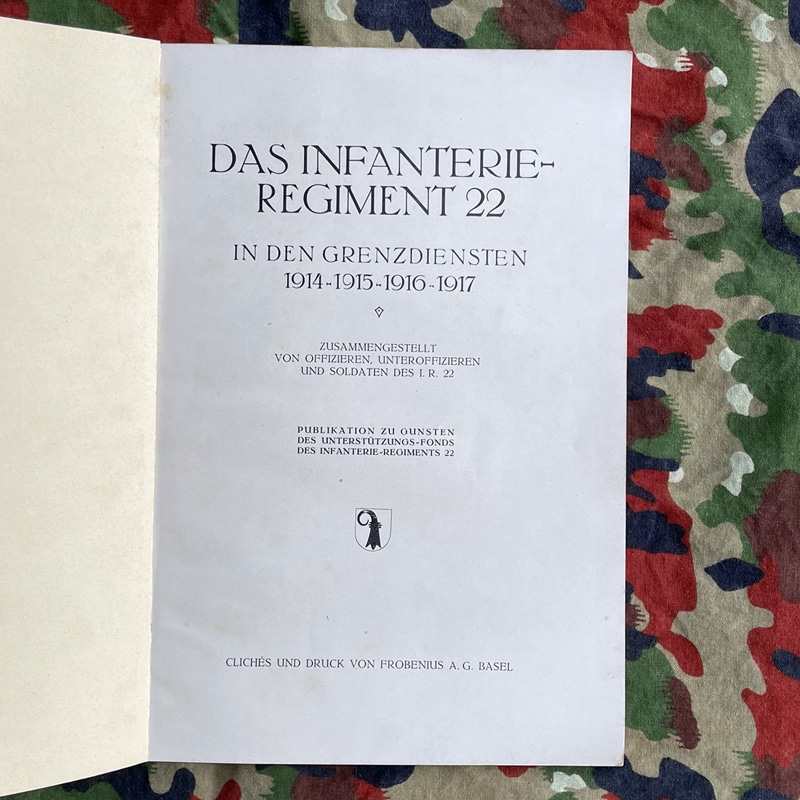 DAS INFANTERIE-
REGIMENT 22
IN DEN GRENZDIENSTEN
1914-1915-1916-1917
ZUSAMMENGESTELLT
VON OFFIZIEREN, UNTEROFFIZIEREN
UND SOLDATEN DES I. R. 22
PUBLIKATION ZU GUNSTEN
DES UNTERSTÜTZUNGS-FONDS
DES INFANTERIE-REGIMENTS 22
CLICHÉS UND DRUCK VON FROBENIUS A. G. BASEL